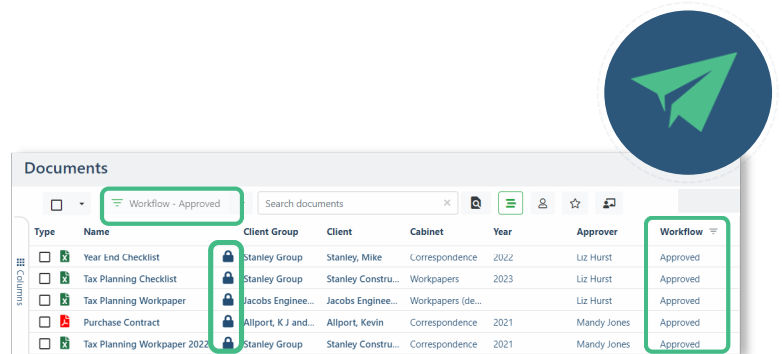 Documents
Workflow - Approved
Search documents
Type Name Client Group Client Cabinet Year Approver Workflow
Year End Checklist Stanley Group Stanley, Mike Correspondence 2022 Liz Hurst Approved
Tax Planning Checklist Stanley Group Stanley Constru... Workpapers 2023 Liz Hurst Approved
Tax Planning Workpaper Jacobs Enginee... Jacobs Enginee... Workpapers (de... Liz Hurst Approved
Purchase Contract Allport, K J and... Allport, Kevin Correspondence 2021 Mandy Jones Approved
Tax Planning Workpaper 2022 Stanley Group Stanley Constru... Correspondence 2021 Mandy Jones Approved
Columns